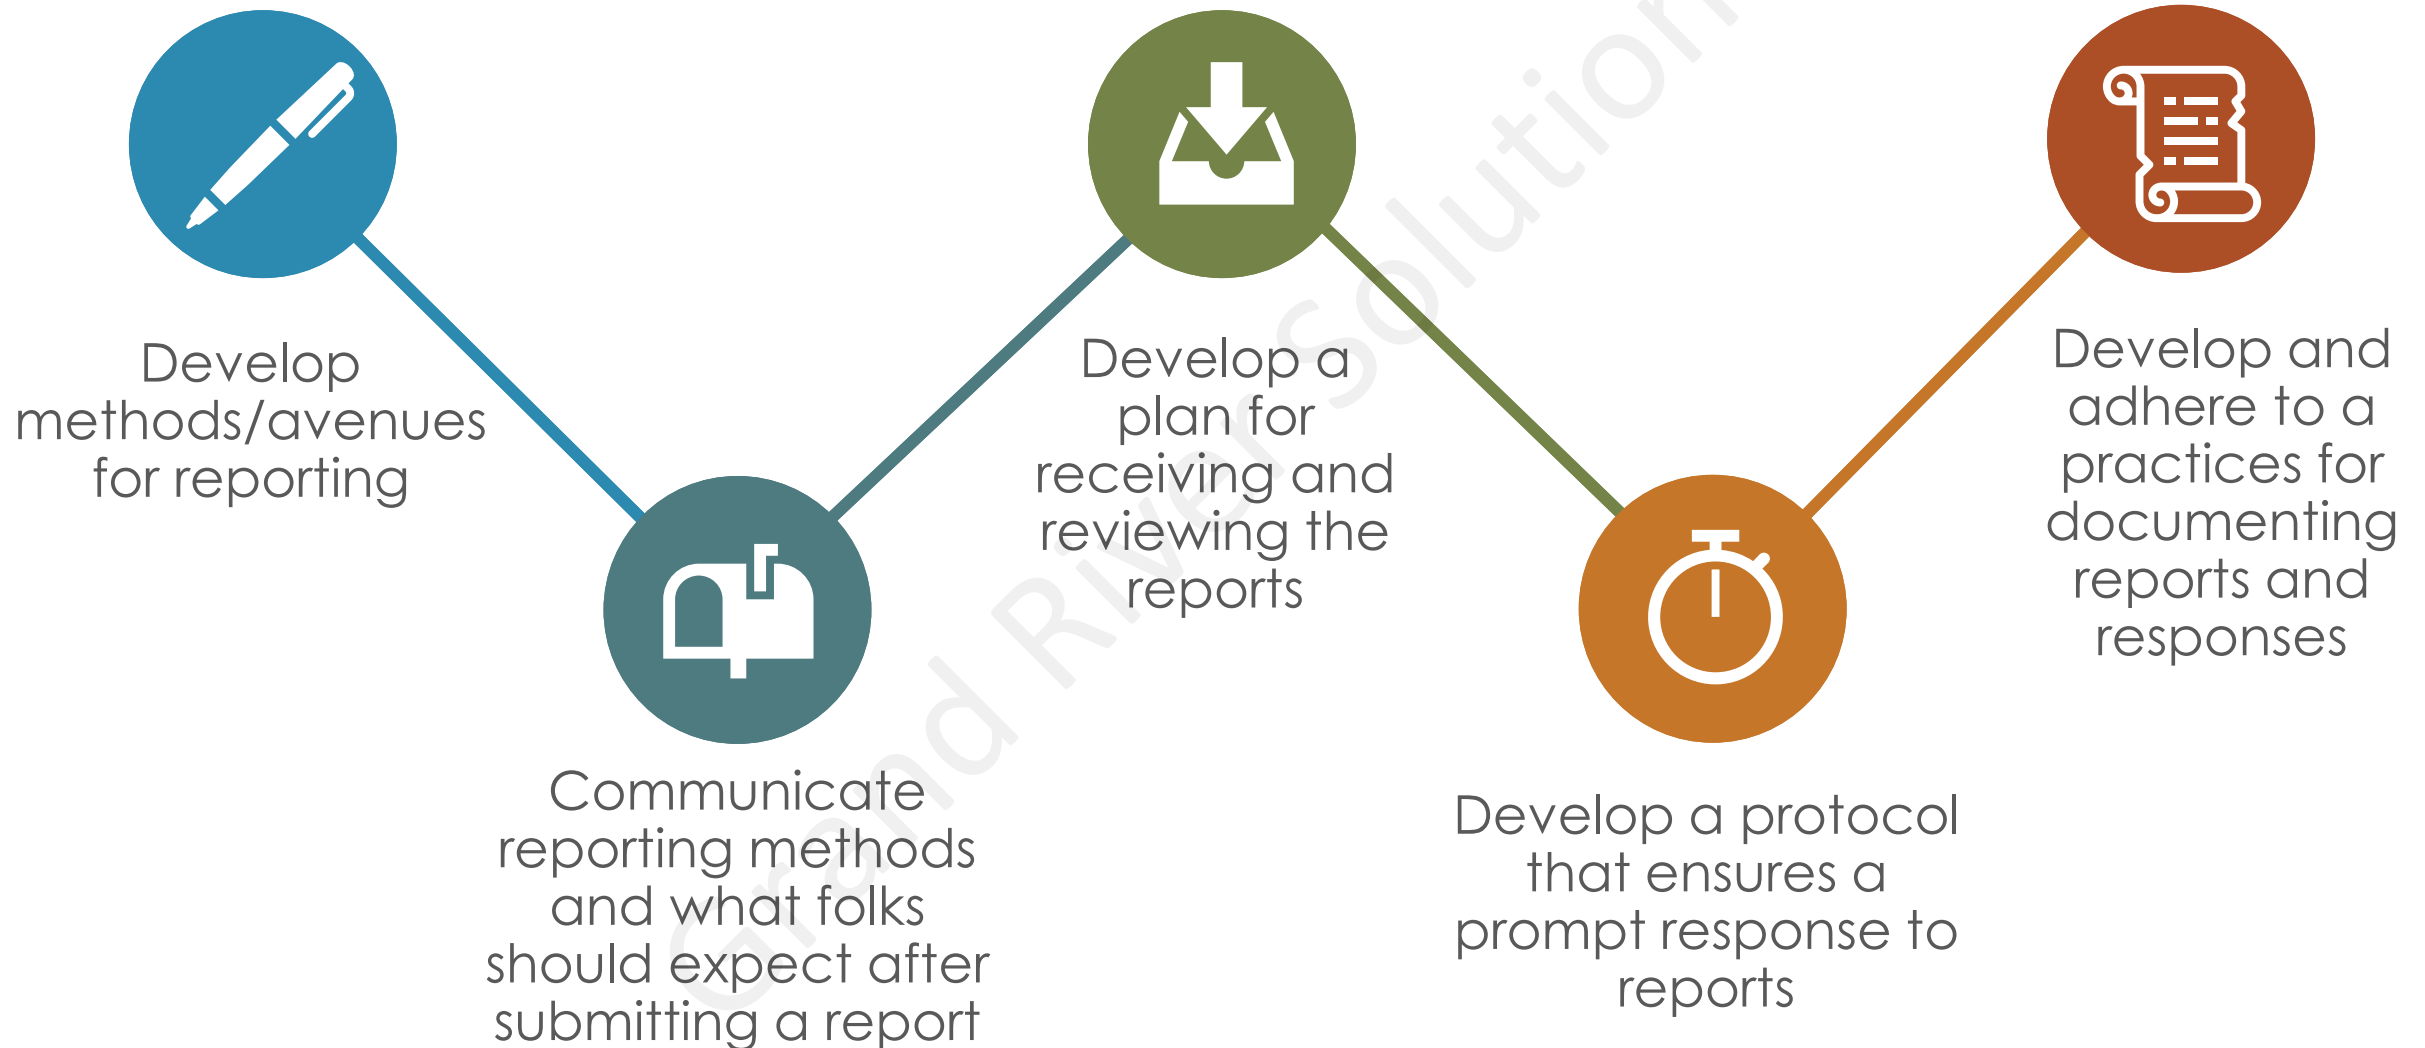 Develop
methods/avenues
for reporting
Communicate
reporting methods
and what folks
should expect after
submitting a report
Develop a
plan for
receiving and
reviewing the
reports
Develop a protocol
that ensures a
prompt response to
reports
Develop and
adhere to a
practices for
documenting
reports and
responses
Grand River Solution